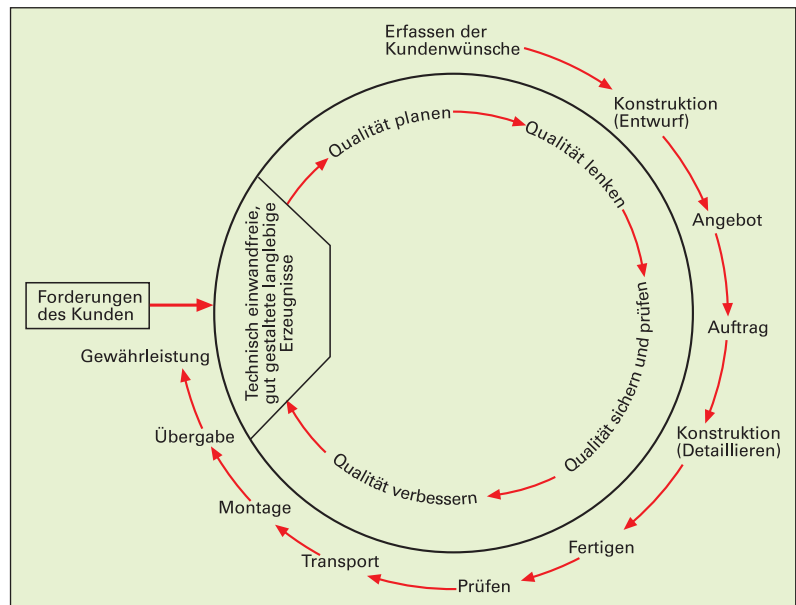 Erfassen der
Kundenwünsche
Konstruktion
(Entwurf)
Angebot
Auftrag
Konstruktion
(Detaillieren)
Fertigen
Prüfen
Transport
Montage
Übergabe
Gewährleistung
Forderungen
des Kunden
Technisch einwandfreie,
gut gestaltete langlebige
Erzeugnisse
Qualität planen
Qualität lenken
Qualität sichern und prüfen
Qualität verbessern